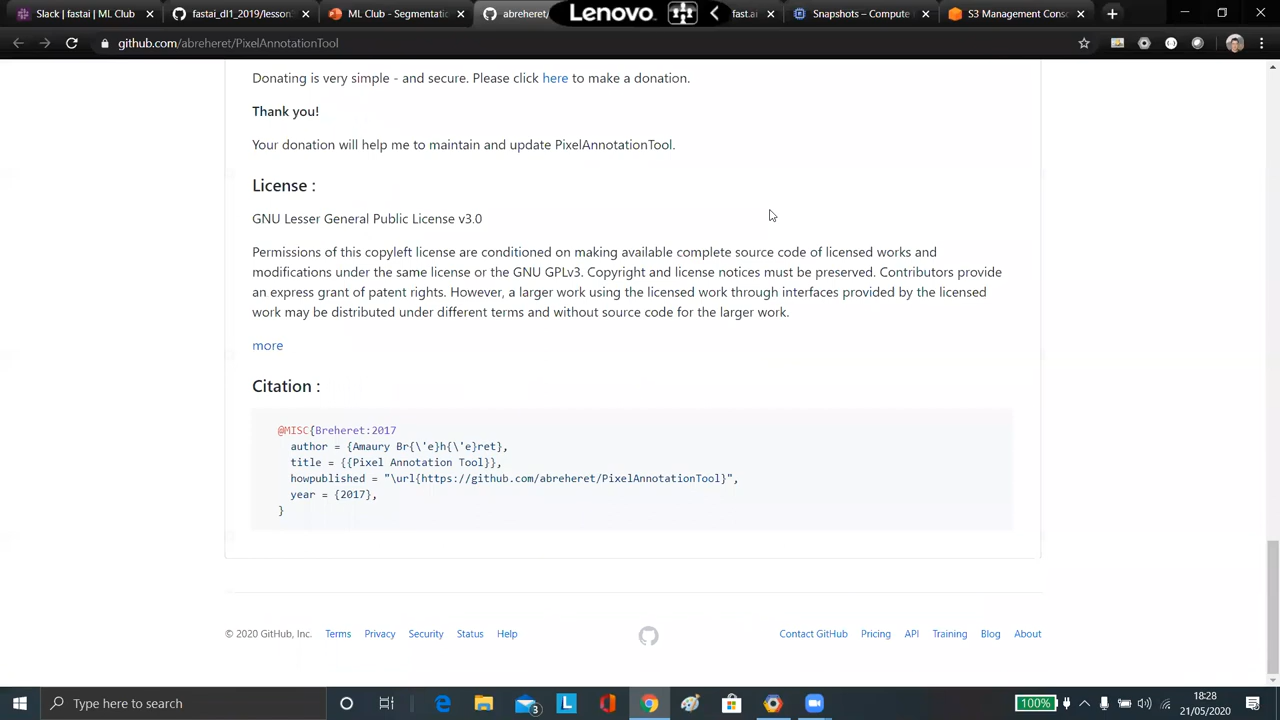 Slack | fastai | ML Club
fastai_dl1_2019/lesson
ML Club - Segmentati
abreheret/
Lenovo
fast.ai
Snapshots – Compute
S3 Management Cons
github.com/abreheret/PixelAnnotationTool
Donating is very simple - and secure. Please click here to make a donation.
Thank you!
Your donation will help me to maintain and update PixelAnnotationTool.
License :
GNU Lesser General Public License v3.0
Permissions of this copyleft license are conditioned on making available complete source code of licensed works and
modifications under the same license or the GNU GPLv3. Copyright and license notices must be preserved. Contributors provide
an express grant of patent rights. However, a larger work using the licensed work through interfaces provided by the licensed
work may be distributed under different terms and without source code for the larger work.
more
Citation :
@MISC{Breheret:2017
author = {Amaury Br{\'e}h{\'e}ret},
title = {{Pixel Annotation Tool}},
howpublished = "\url{https://github.com/abreheret/PixelAnnotationTool}",
year = {2017},
}
© 2020 GitHub, Inc. Terms Privacy Security Status Help
Contact GitHub Pricing API Training Blog About
Type here to search
3
L
100%
18:28
21/05/2020